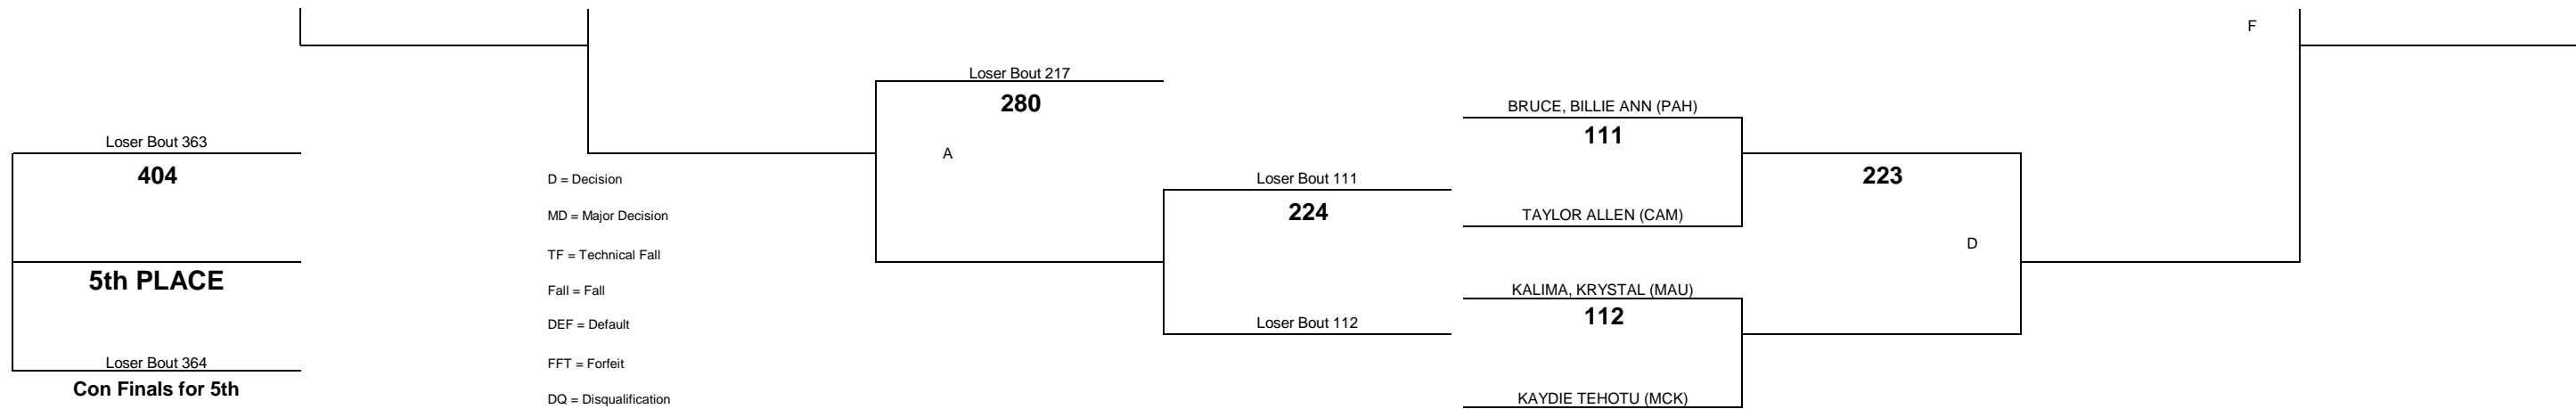 F
Loser Bout 217
280
BRUCE, BILLIE ANN (PAH)
111
Loser Bout 363
404
A
D = Decision
Loser Bout 111
223
MD = Major Decision
224
TAYLOR ALLEN (CAM)
D
TF = Technical Fall
5th PLACE
Fall = Fall
KALIMA, KRYSTAL (MAU)
112
DEF = Default
Loser Bout 112
Loser Bout 364
FFT = Forfeit
Con Finals for 5th
DQ = Disqualification
KAYDIE TEHOTU (MCK)